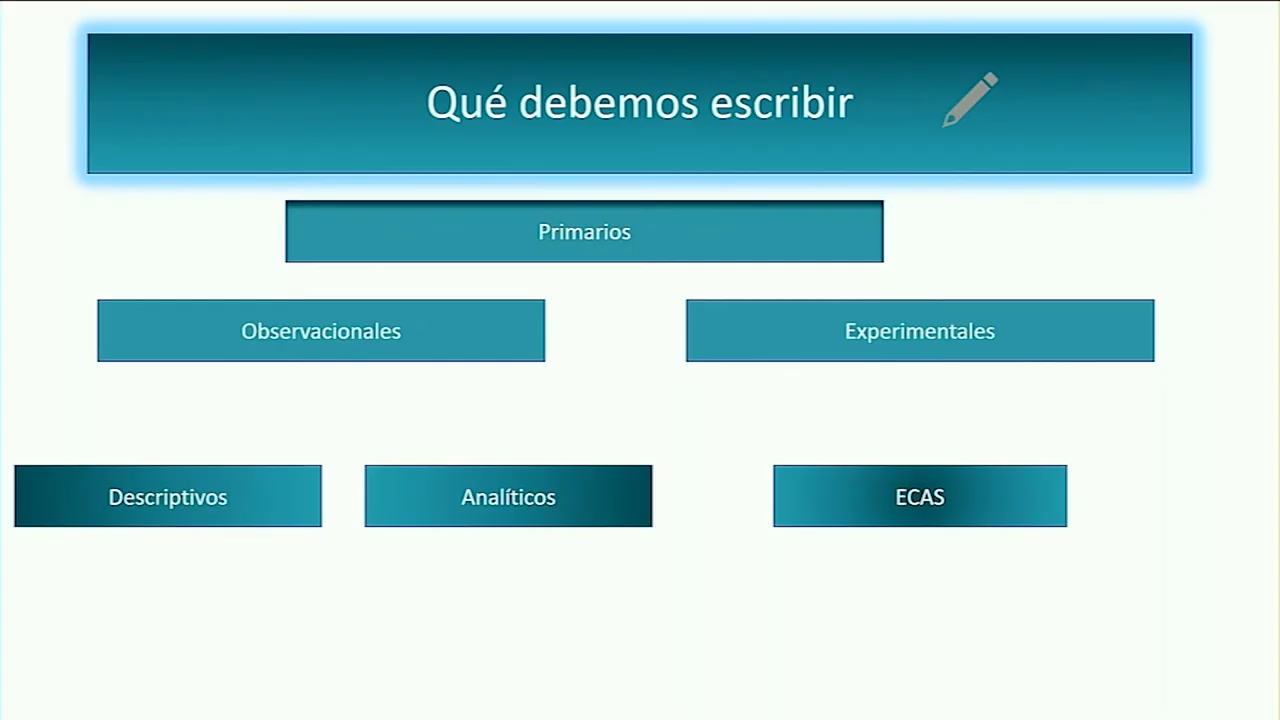 Qué debemos escribir
Primarios
Observacionales
Experimentales
Descriptivos
Analíticos
ECAS